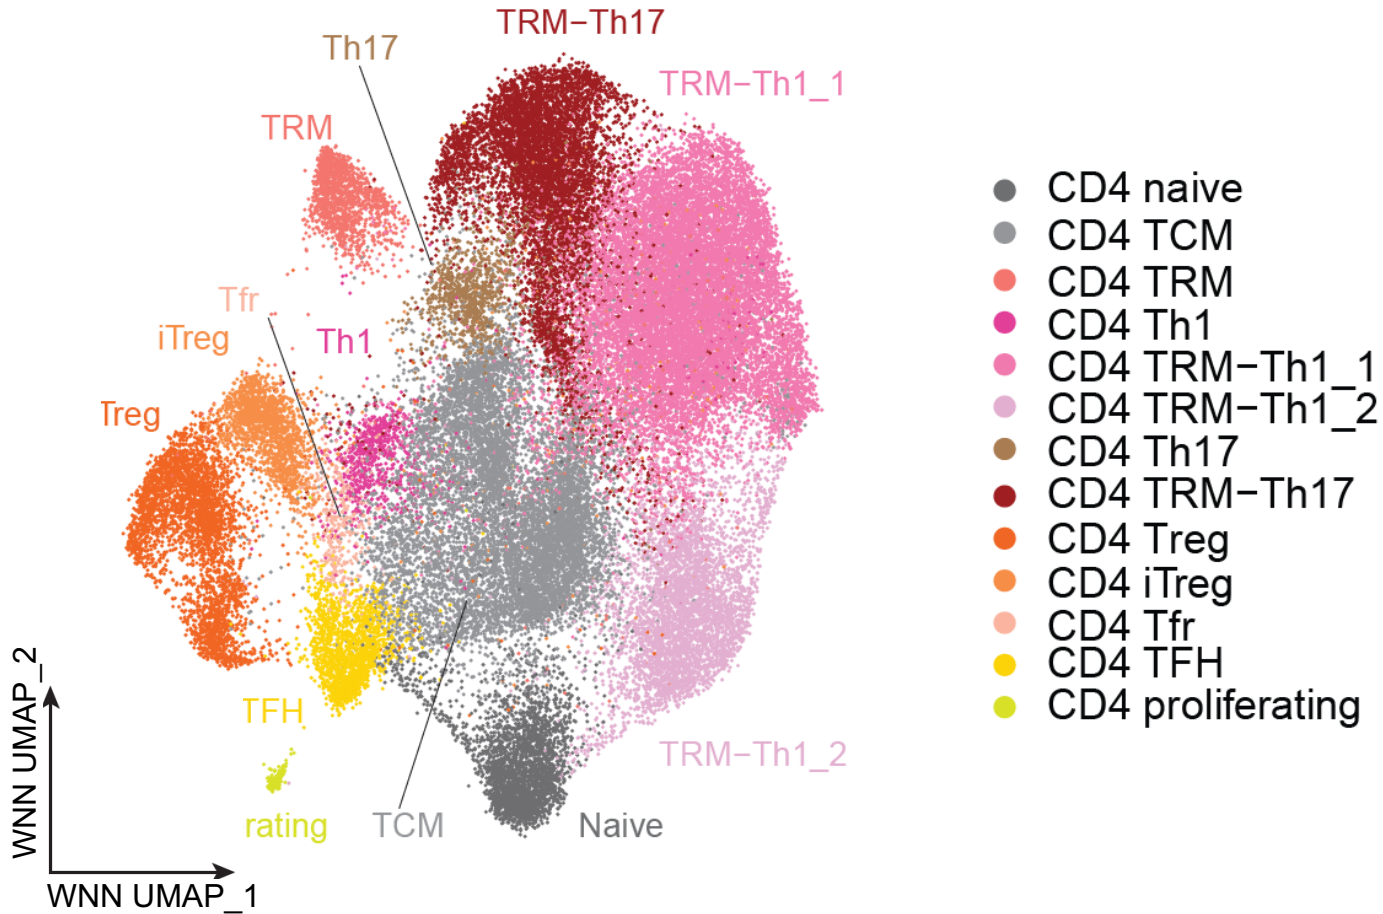 TRM−Th17
Th17
TRM−Th1_1
TRM
Tfr
iTreg
Th1
Treg
TFH
TRM−Th1_2
rating
TCM
Naive
WNN UMAP_2
WNN UMAP_1
CD4 naive
CD4 TCM
CD4 TRM
CD4 Th1
CD4 TRM−Th1_1
CD4 TRM−Th1_2
CD4 Th17
CD4 TRM−Th17
CD4 Treg
CD4 iTreg
CD4 Tfr
CD4 TFH
CD4 proliferating